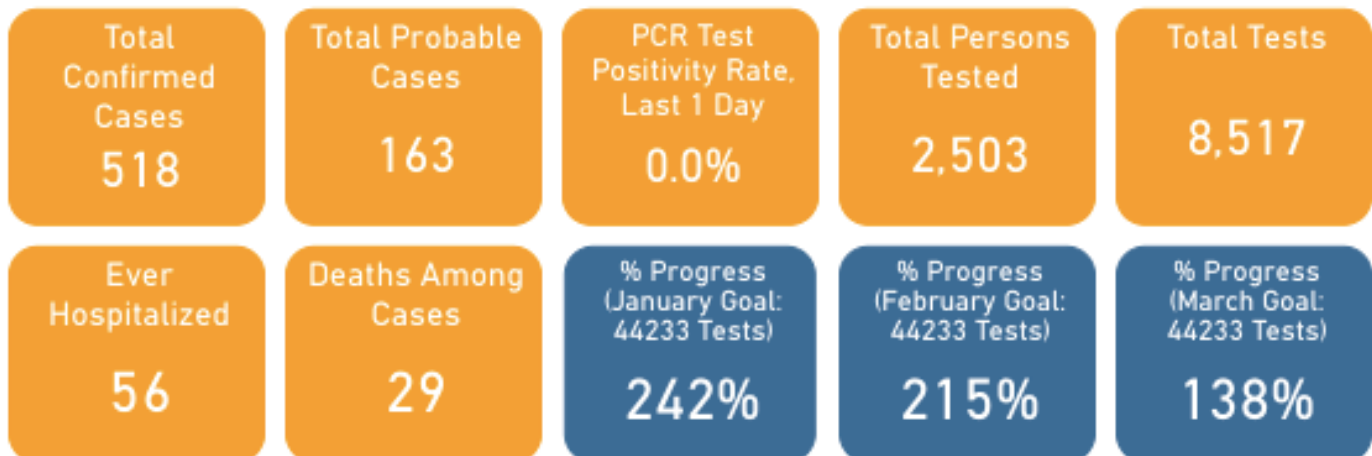 Total
Confirmed
Cases
518
Total Probable
Cases
163
PCR Test
Positivity Rate,
Last 1 Day
0.0%
Total Persons
Tested
2,503
Total Tests
8,517
Ever
Hospitalized
56
Deaths Among
Cases
29
% Progress
(January Goal:
44233 Tests)
242%
% Progress
(February Goal:
44233 Tests)
215%
% Progress
(March Goal:
44233 Tests)
138%